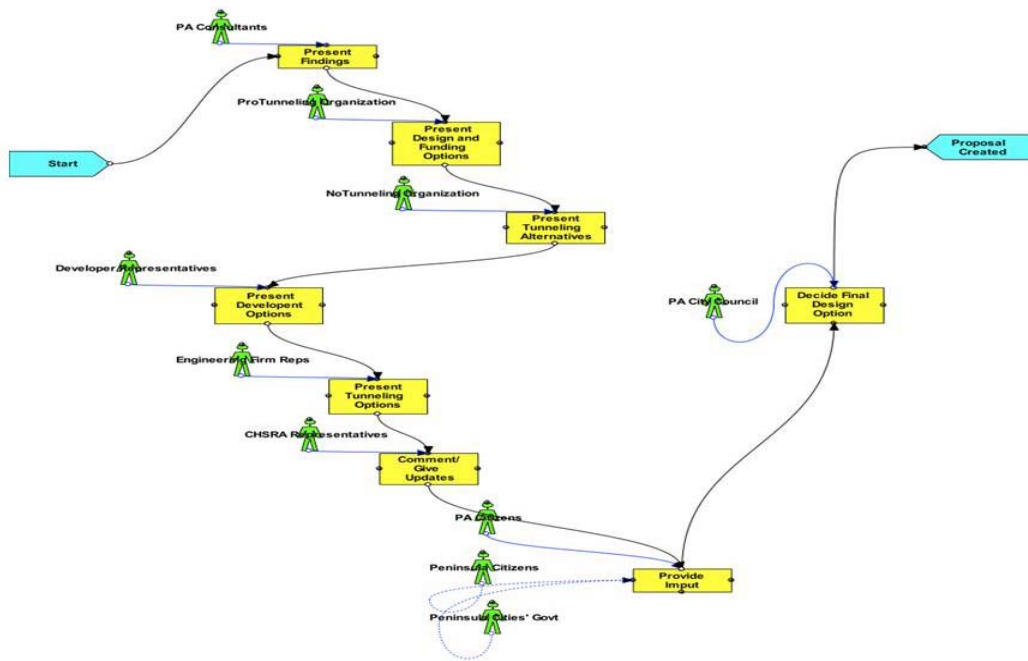 PA Consultants
Present
Findings
ProTunneling Organization
Present
Design and
Funding
Options
Start
Proposal
Created
NoTunneling Organization
Present
Tunneling
Alternatives
Developer Representatives
Present
Developent
Options
PA City Council
Decide Final
Design
Option
Engineering Firm Reps
Present
Tunneling
Options
CHSRA Representatives
Comment/
Give
Updates
PA Citizens
Peninsula Citizens
Provide
Imput
Peninsula Cities' Govt